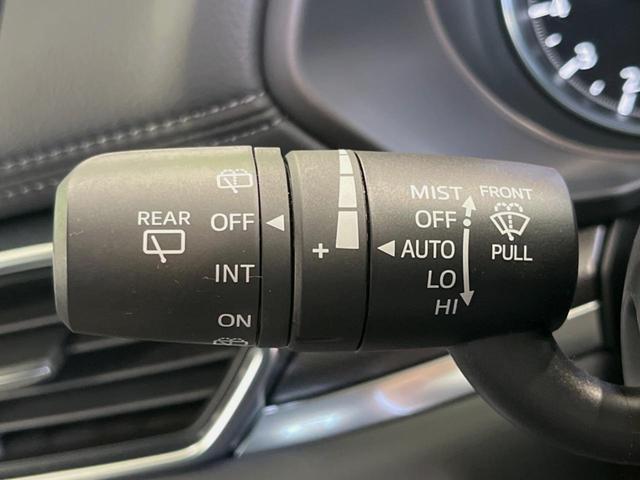 REAR
OFF
INT
ON
+
MIST
OFF
AUTO
LO
HI
FRONT
PULL